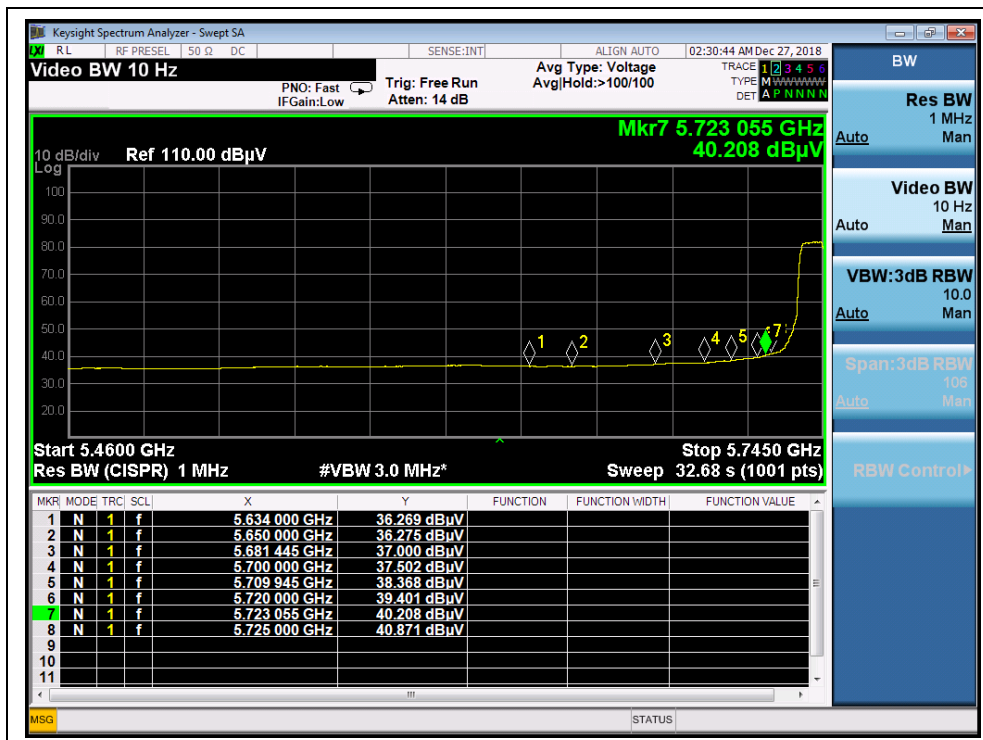 Keysight Spectrum Analyzer - Swept SA
LXI RL RF PRESEL 50 Ω DC SENSE:INT ALIGN AUTO 02:30:44 AM Dec 27, 2018
Video BW 10 Hz
PNO: Fast
IFGain:Low
Trig: Free Run
Atten: 14 dB
Avg Type: Voltage
Avg|Hold:>100/100
TRACE 1 2 3 4 5 6
TYPE M W W W W W
DET A P N N N N
Mkr7 5.723 055 GHz
40.208 dBµV
10 dB/div Ref 110.00 dBµV
Log
100
90.0
80.0
70.0
60.0
50.0
40.0
30.0
20.0
1 2 3 4 5 7
Start 5.4600 GHz Stop 5.7450 GHz
Res BW (CISPR) 1 MHz #VBW 3.0 MHz* Sweep 32.68 s (1001 pts)
MKR MODE TRC SCL X Y FUNCTION FUNCTION WIDTH FUNCTION VALUE
1 N 1 f 5.634 000 GHz 36.269 dBµV
2 N 1 f 5.650 000 GHz 36.275 dBµV
3 N 1 f 5.681 445 GHz 37.000 dBµV
4 N 1 f 5.700 000 GHz 37.502 dBµV
5 N 1 f 5.709 945 GHz 38.368 dBµV
6 N 1 f 5.720 000 GHz 39.401 dBµV
7 N 1 f 5.723 055 GHz 40.208 dBµV
8 N 1 f 5.725 000 GHz 40.871 dBµV
9
10
11
MSG STATUS
BW
Res BW
1 MHz
Auto Man
Video BW
10 Hz
Auto Man
VBW:3dB RBW
10.0
Auto Man
Span:3dB RBW
106
Auto Man
RBW Control